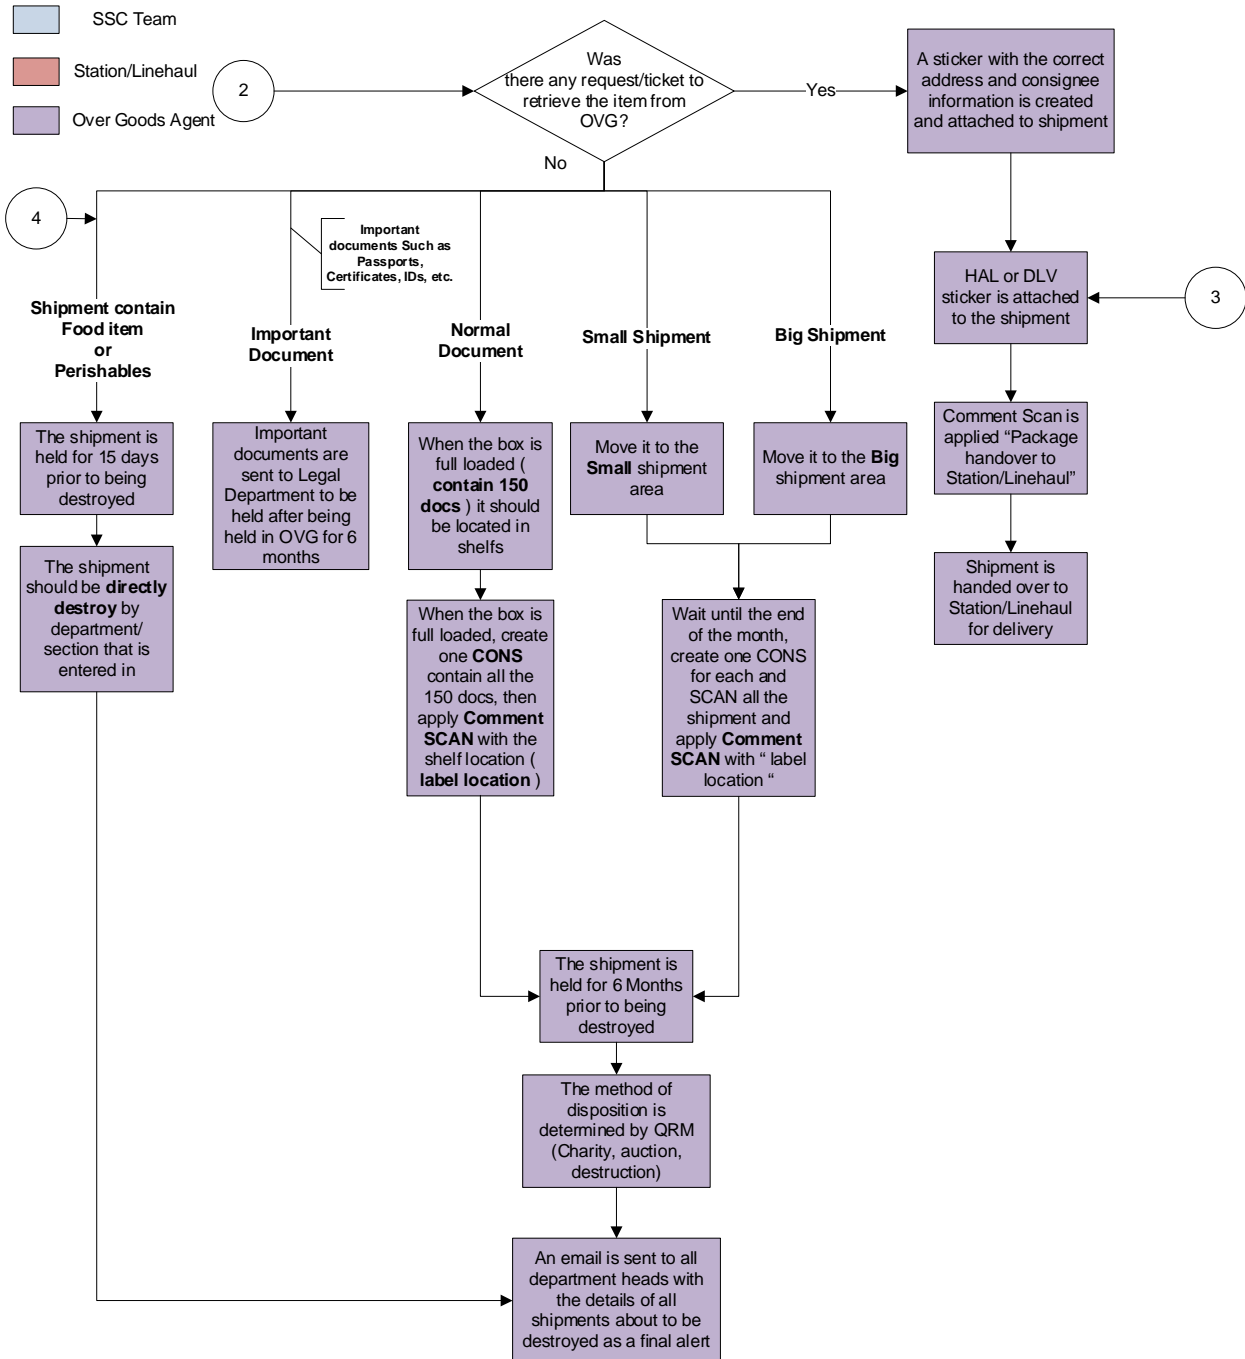 SSC Team
Station/Linehaul
Over Goods Agent
2
Was
there any request/ticket to
retrieve the item from
OVG?
Yes
A sticker with the correct
address and consignee
information is created
and attached to shipment
No
4
Important
documents Such as
Passports,
Certificates, IDs, etc.
HAL or DLV
sticker is attached
to the shipment
3
Shipment contain
Food item
or
Perishables
Important
Document
Normal
Document
Small Shipment
Big Shipment
The shipment is
held for 15 days
prior to being
destroyed
Important
documents are
sent to Legal
Department to be
held after being
held in OVG for 6
months
When the box is
full loaded (
contain 150
docs ) it should
be located in
shelfs
Move it to the
Small shipment
area
Move it to the Big
shipment area
Comment Scan is
applied “Package
handover to
Station/Linehaul”
The shipment
should be directly
destroy by
department/
section that is
entered in
When the box is
full loaded, create
one CONS
contain all the
150 docs, then
apply Comment
SCAN with the
shelf location (
label location )
Wait until the end
of the month,
create one CONS
for each and
SCAN all the
shipment and
apply Comment
SCAN with “ label
location “
Shipment is
handed over to
Station/Linehaul
for delivery
The shipment is
held for 6 Months
prior to being
destroyed
The method of
disposition is
determined by QRM
(Charity, auction,
destruction)
An email is sent to all
department heads with
the details of all
shipments about to be
destroyed as a final alert